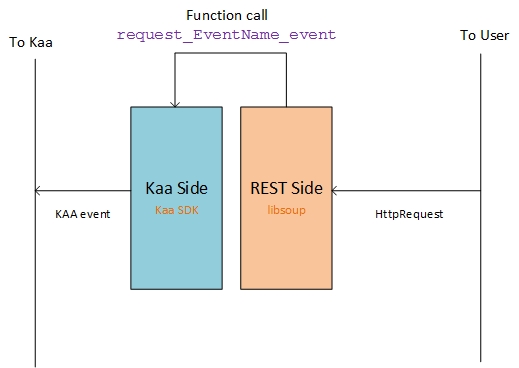 Function call
request_EventName_event
To Kaa
To User
Kaa Side
Kaa SDK
REST Side
libsoup
KAA event
HttpRequest